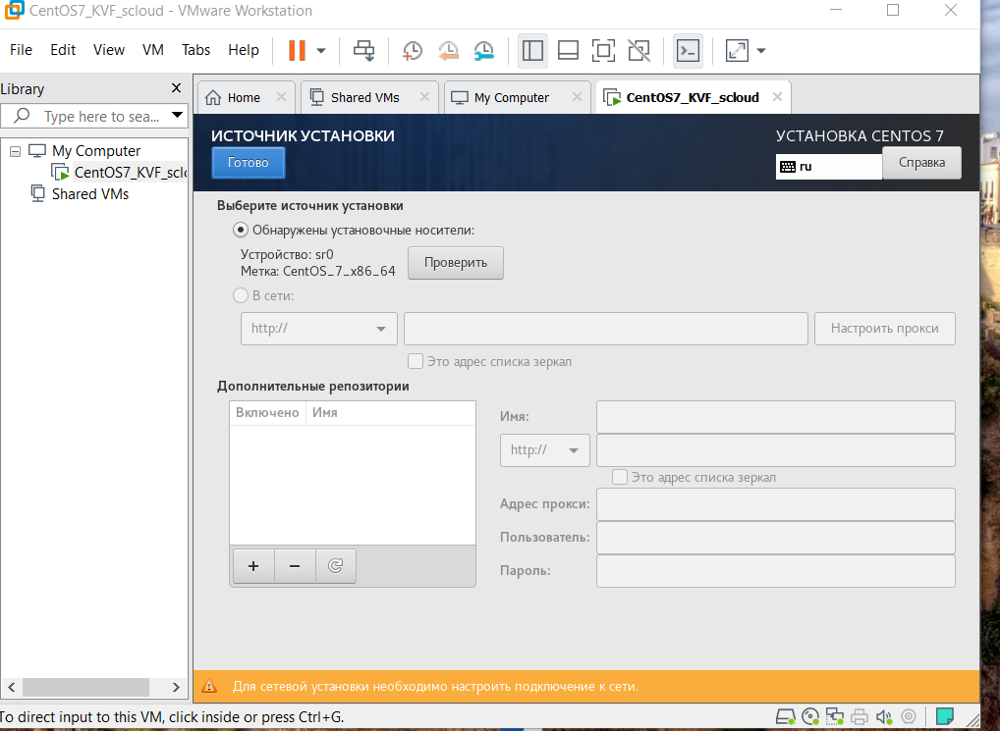 CentOS7_KVF_scloud - VMware Workstation
File Edit View VM Tabs Help
Library
Type here to sea...
My Computer
CentOS7_KVF_scl
Shared VMs
Home
Shared VMs
My Computer
CentOS7_KVF_scloud
ИСТОЧНИК УСТАНОВКИ
УСТАНОВКА CENTOS 7
Готово
ru
Справка
Выберите источник установки
Обнаружены установочные носители:
Устройство: sr0
Метка: CentOS_7_x86_64
Проверить
В сети:
http://
Настроить прокси
Это адрес списка зеркал
Дополнительные репозитории
Включено Имя
Имя:
http://
Это адрес списка зеркал
Адрес прокси:
Пользователь:
Пароль:
Для сетевой установки необходимо настроить подключение к сети.
To direct input to this VM, click inside or press Ctrl+G.